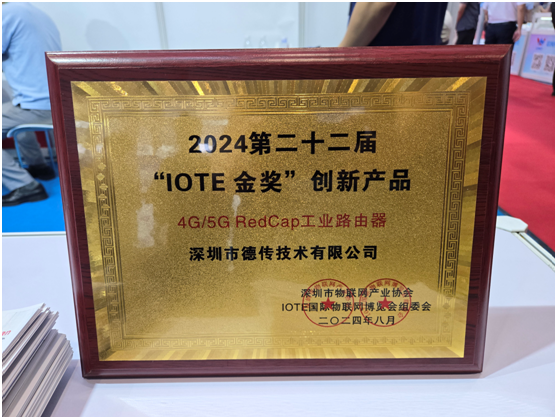 2024第二十二届
“IOTE 金奖”创新产品
4G/5G RedCap工业路由器
深圳市德传技术有限公司
深圳市物联网产业协会
IOTE国际物联网博览会组委会
二〇二四年八月